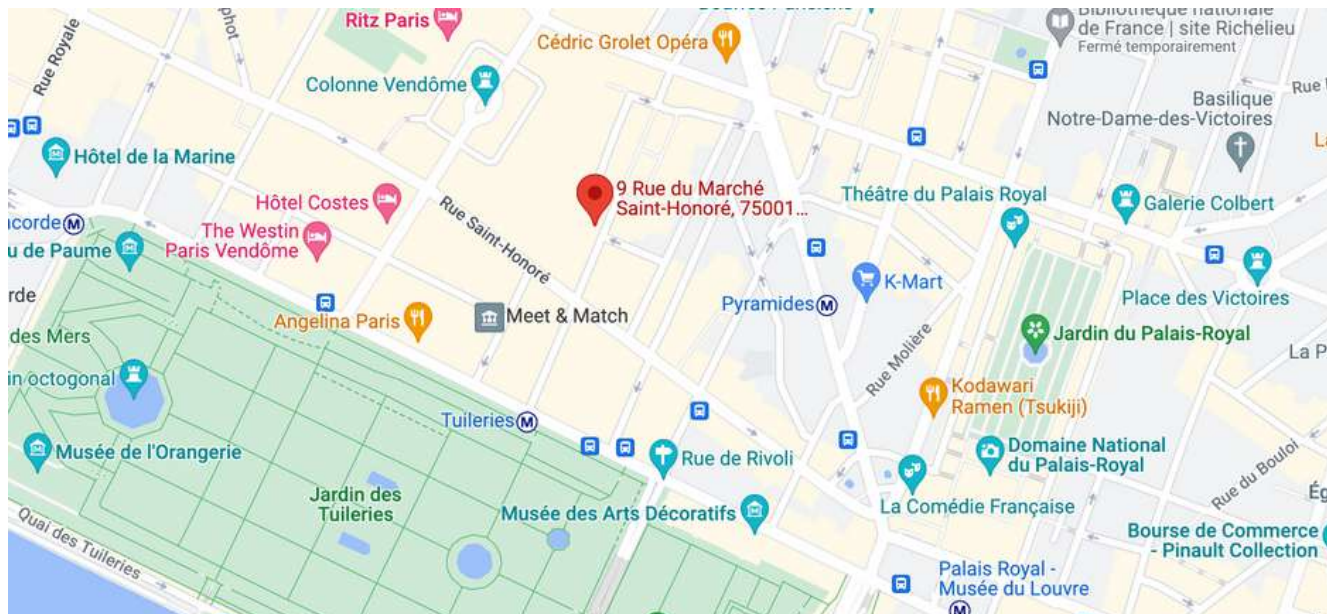 Ritz Paris
Cédric Grolet Opéra
Bibliothèque nationale
de France | site Richelieu
Fermé temporairement
Rue Royale
Colonne Vendôme
Basilique
Notre-Dame-des-Victoires
Hôtel de la Marine
9 Rue du Marché
Saint-Honoré, 75001...
Théâtre du Palais Royal
Galerie Colbert
Hôtel Costes
Rue Saint-Honoré
The Westin
Paris Vendôme
K-Mart
Pyramides
Place des Victoires
Angelina Paris
Meet & Match
Rue Molière
Jardin du Palais-Royal
des Mers
Kodawari
Ramen (Tsukiji)
Tuileries
Musée de l'Orangerie
Rue de Rivoli
Domaine National
du Palais-Royal
Rue du Bouloi
Jardin des
Tuileries
Musée des Arts Décoratifs
La Comédie Française
Quai des Tuileries
Bourse de Commerce
- Pinault Collection
Palais Royal -
Musée du Louvre